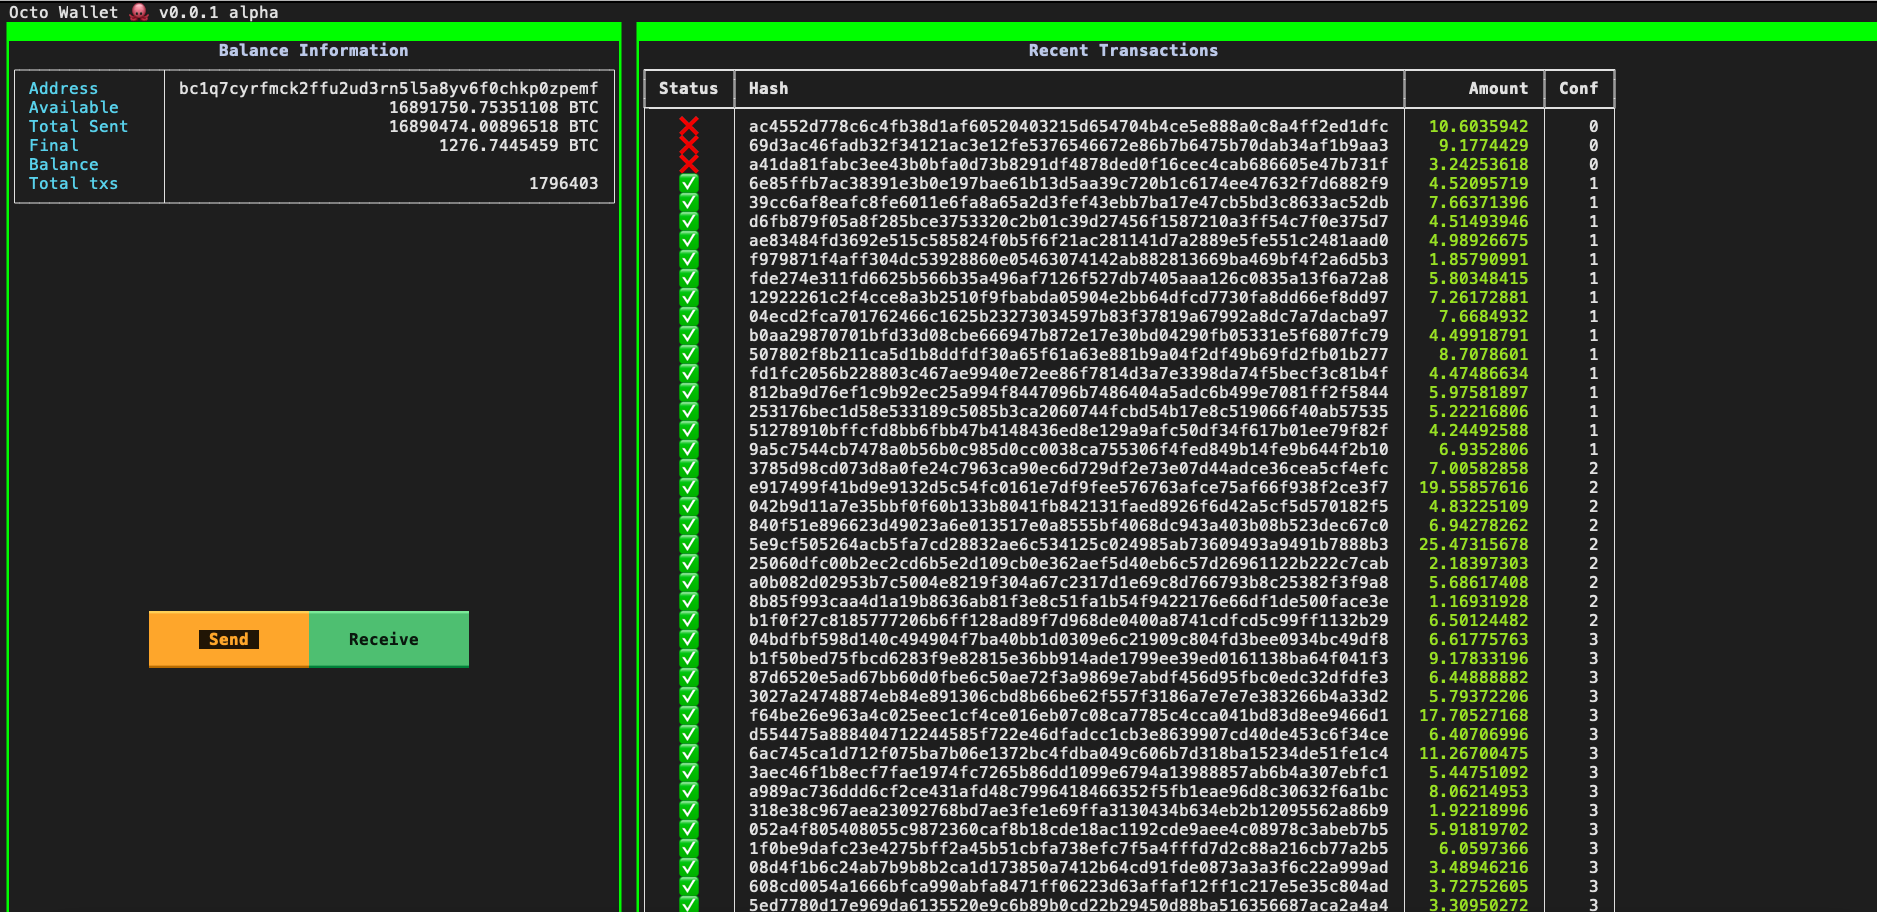 Octo Wallet 🐙 v0.0.1 alpha
Balance Information
Address bc1q7cyrfmck2ffu2ud3rn5l5a8yv6f0chkp0zpemf
Available 16891750.75351108 BTC
Total Sent 16890474.00896518 BTC
Final 1276.7445459 BTC
Balance
Total txs 1796403
Send
Receive
Recent Transactions
Status Hash Amount Conf
❌ ac4552d778c6c4fb38d1af60520403215d654704b4ce5e888a0c8a4ff2ed1dfc 10.6035942 0
❌ 69d3ac46fadb32f34121ac3e12fe5376546672e86b7b6475b70dab34af1b9aa3 9.1774429 0
❌ a41da81fabc3ee43b0bfa0d73b8291df4878ded0f16cec4cab686605e47b731f 3.24253618 0
✅ 6e85ffb7ac38391e3b0e197bae61b13d5aa39c720b1c6174ee47632f7d6882f9 4.52095719 1
✅ 39cc6af8eafc8fe6011e6fa8a65a2d3fef43ebb7ba17e47cb5bd3c8633ac52db 7.66371396 1
✅ d6fb879f05a8f285bce3753320c2b01c39d27456f1587210a3ff54c7f0e375d7 4.51493946 1
✅ ae83484fd3692e515c585824f0b5f6f21ac281141d7a2889e5fe551c2481aad0 4.98926675 1
✅ f979871f4aff304dc53928860e05463074142ab882813669ba469bf4f2a6d5b3 1.85790991 1
✅ fde274e311fd6625b566b35a496af7126f527db7405aaa126c0835a13f6a72a8 5.80348415 1
✅ 12922261c2f4cce8a3b2510f9fbabda05904e2bb64dfcd7730fa8dd66ef8dd97 7.26172881 1
✅ 04ecd2fca701762466c1625b23273034597b83f37819a67992a8dc7a7dacba97 7.6684932 1
✅ b0aa29870701bfd33d08cbe666947b872e17e30bd04290fb05331e5f6807fc79 4.49918791 1
✅ 507802f8b211ca5d1b8ddfdf30a65f61a63e881b9a04f2df49b69fd2fb01b277 8.7078601 1
✅ fd1fc2056b228803c467ae9940e72ee86f7814d3a7e3398da74f5becf3c81b4f 4.47486634 1
✅ 812ba9d76ef1c9b92ec25a994f8447096b7486404a5adc6b499e7081ff2f5844 5.97581897 1
✅ 253176bec1d58e533189c5085b3ca2060744fcbd54b17e8c519066f40ab57535 5.22216806 1
✅ 51278910bffcfd8bb6fbb47b4148436ed8e129a9afc50df34f617b01ee79f82f 4.24492588 1
✅ 9a5c7544cb7478a0b56b0c985d0cc0038ca755306f4fed849b14fe9b644f2b10 6.9352806 1
✅ 3785d98cd073d8a0fe24c7963ca90ec6d729df2e73e07d44adce36cea5cf4efc 7.00582858 2
✅ e917499f41bd9e9132d5c54fc0161e7df9fee576763afce75af66f938f2ce3f7 19.55857616 2
✅ 042b9d11a7e35bbf0f60b133b8041fb842131faed8926f6d42a5cf5d570182f5 4.83225109 2
✅ 840f51e896623d49023a6e013517e0a8555bf4068dc943a403b08b523dec67c0 6.94278262 2
✅ 5e9cf505264acb5fa7cd28832ae6c534125c024985ab73609493a9491b7888b3 25.47315678 2
✅ 25060dfc00b2ec2cd6b5e2d109cb0e362aef5d40eb6c57d26961122b222c7cab 2.18397303 2
✅ a0b082d02953b7c5004e8219f304a67c2317d1e69c8d766793b8c25382f3f9a8 5.68617408 2
✅ 8b85f993caa4d1a19b8636ab81f3e8c51fa1b54f9422176e66df1de500face3e 1.16931928 2
✅ b1f0f27c8185777206b6ff128ad89f7d968de0400a8741cdfcd5c99ff1132b29 6.50124482 2
✅ 04bdfbf598d140c494904f7ba40bb1d0309e6c21909c804fd3bee0934bc49df8 6.61775763 3
✅ b1f50bed75fbcd6283f9e82815e36bb914ade1799ee39ed0161138ba64f041f3 9.17833196 3
✅ 87d6520e5ad67bb60d0fbe6c50ae72f3a9869e7abdf456d95fbc0edc32dfdfe3 6.44888882 3
✅ 3027a24748874eb84e891306cbd8b66be62f557f3186a7e7e7e383266b4a33d2 5.79372206 3
✅ f64be26e963a4c025eec1cf4ce016eb07c08ca7785c4cca041bd83d8ee9466d1 17.70527168 3
✅ d554475a888404712244585f722e46dfadcc1cb3e8639907cd40de453c6f34ce 6.40706996 3
✅ 6ac745ca1d712f075ba7b06e1372bc4fdba049c606b7d318ba15234de51fe1c4 11.26700475 3
✅ 3aec46f1b8ecf7fae1974fc7265b86dd1099e6794a13988857ab6b4a307ebfc1 5.44751092 3
✅ a989ac736ddd6cf2ce431afd48c7996418466352f5fb1eae96d8c30632f6a1bc 8.06214953 3
✅ 318e38c967aea23092768bd7ae3fe1e69ffa3130434b634eb2b12095562a86b9 1.92218996 3
✅ 052a4f805408055c9872360caf8b18cde18ac1192cde9aee4c08978c3abeb7b5 5.91819702 3
✅ 1f0be9dafc23e4275bff2a45b51cbfa738efc7f5a4fffd7d2c88a216cb77a2b5 6.0597366 3
✅ 08d4f1b6c24ab7b9b8b2ca1d173850a7412b64cd91fde0873a3a3f6c22a999ad 3.48946216 3
✅ 608cd0054a1666bfca990abfa8471ff06223d63affaf12ff1c217e5e35c804ad 3.72752605 3
✅ 5ed7780d17e969da6135520e9c6b89b0cd22b29450d88ba516356687aca2a4a4 3.30950272 3